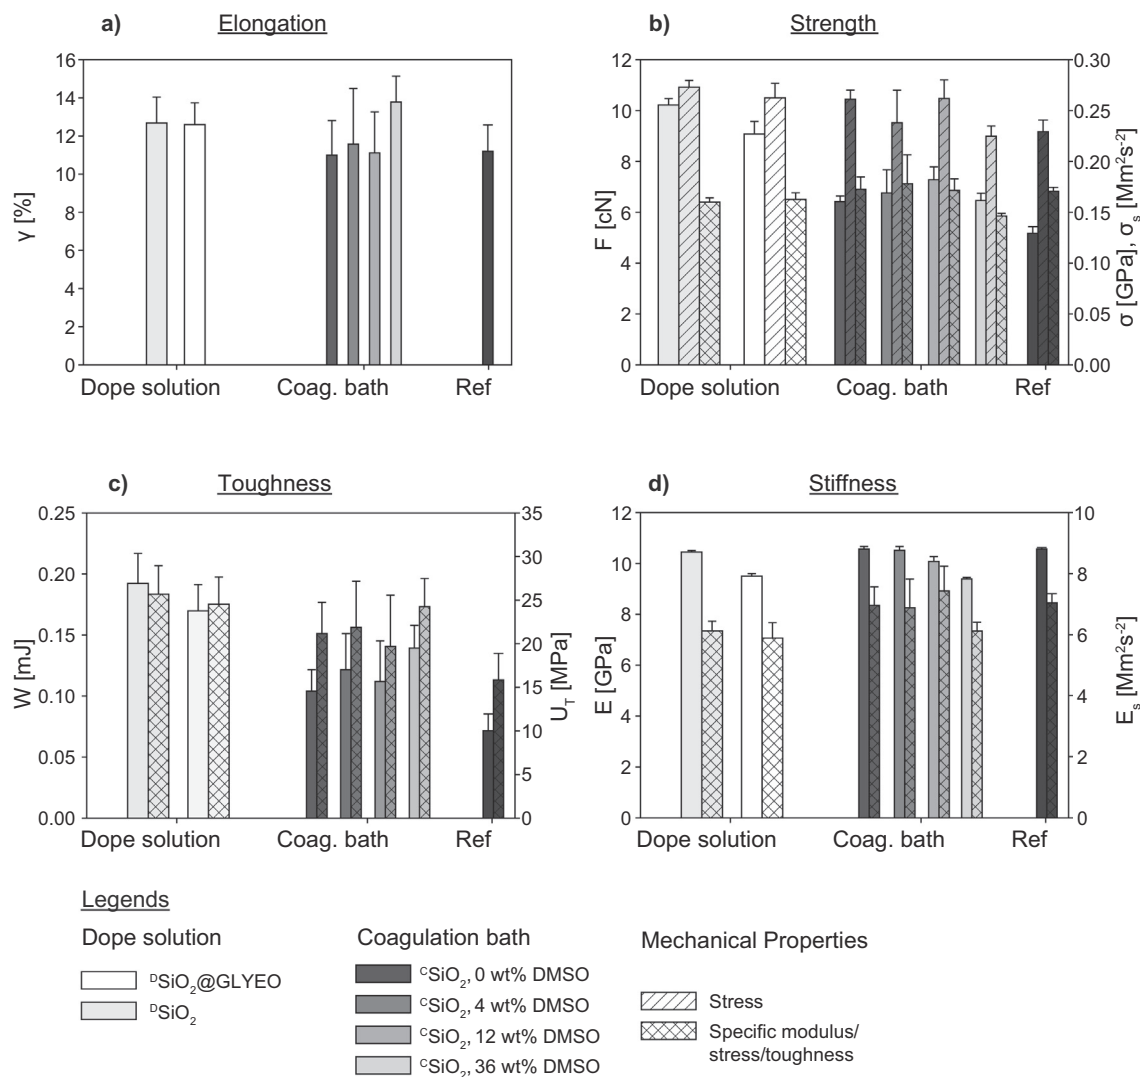 a) Elongation
16
14
12
10
8
6
4
2
0
γ [%]
Dope solution Coag. bath Ref
b) Strength
12
10
8
6
4
2
0
F [cN]
0.30
0.25
0.20
0.15
0.10
0.05
0.00
σ [GPa], σₛ [Mm²s⁻²]
Dope solution Coag. bath Ref
c) Toughness
0.25
0.20
0.15
0.10
0.05
0.00
W [mJ]
35
30
25
20
15
10
5
0
U_T [MPa]
Dope solution Coag. bath Ref
d) Stiffness
12
10
8
6
4
2
0
E [GPa]
10
8
6
4
2
0
Eₛ [Mm²s⁻²]
Dope solution Coag. bath Ref
Legends
Dope solution
ᴰSiO₂@GLYEO
ᴰSiO₂
Coagulation bath
ᶜSiO₂, 0 wt% DMSO
ᶜSiO₂, 4 wt% DMSO
ᶜSiO₂, 12 wt% DMSO
ᶜSiO₂, 36 wt% DMSO
Mechanical Properties
Stress
Specific modulus/
stress/toughness